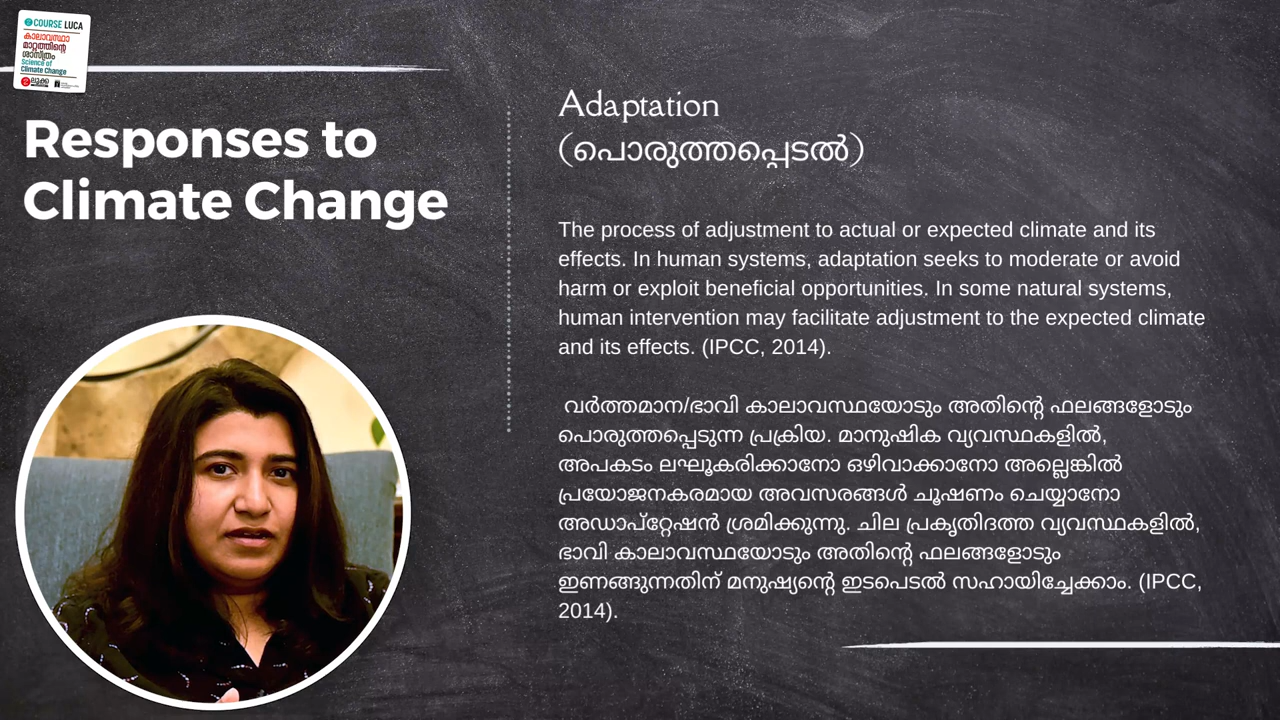 COURSE LUCA
കാലാവസ്ഥാ
മാറ്റത്തിന്റെ
ശാസ്ത്രം
Science of
Climate Change
ലൂക്ക
Responses to
Climate Change
Adaptation
(പൊരുത്തപ്പെടൽ)
The process of adjustment to actual or expected climate and its
effects. In human systems, adaptation seeks to moderate or avoid
harm or exploit beneficial opportunities. In some natural systems,
human intervention may facilitate adjustment to the expected climate
and its effects. (IPCC, 2014).
വർത്തമാന/ഭാവി കാലാവസ്ഥയോടും അതിന്റെ ഫലങ്ങളോടും
പൊരുത്തപ്പെടുന്ന പ്രക്രിയ. മാനുഷിക വ്യവസ്ഥകളിൽ,
അപകടം ലഘൂകരിക്കാനോ ഒഴിവാക്കാനോ അല്ലെങ്കിൽ
പ്രയോജനകരമായ അവസരങ്ങൾ ചൂഷണം ചെയ്യാനോ
അഡാപ്റ്റേഷൻ ശ്രമിക്കുന്നു. ചില പ്രകൃതിദത്ത വ്യവസ്ഥകളിൽ,
ഭാവി കാലാവസ്ഥയോടും അതിന്റെ ഫലങ്ങളോടും
ഇണങ്ങുന്നതിന് മനുഷ്യന്റെ ഇടപെടൽ സഹായിച്ചേക്കാം. (IPCC,
2014).